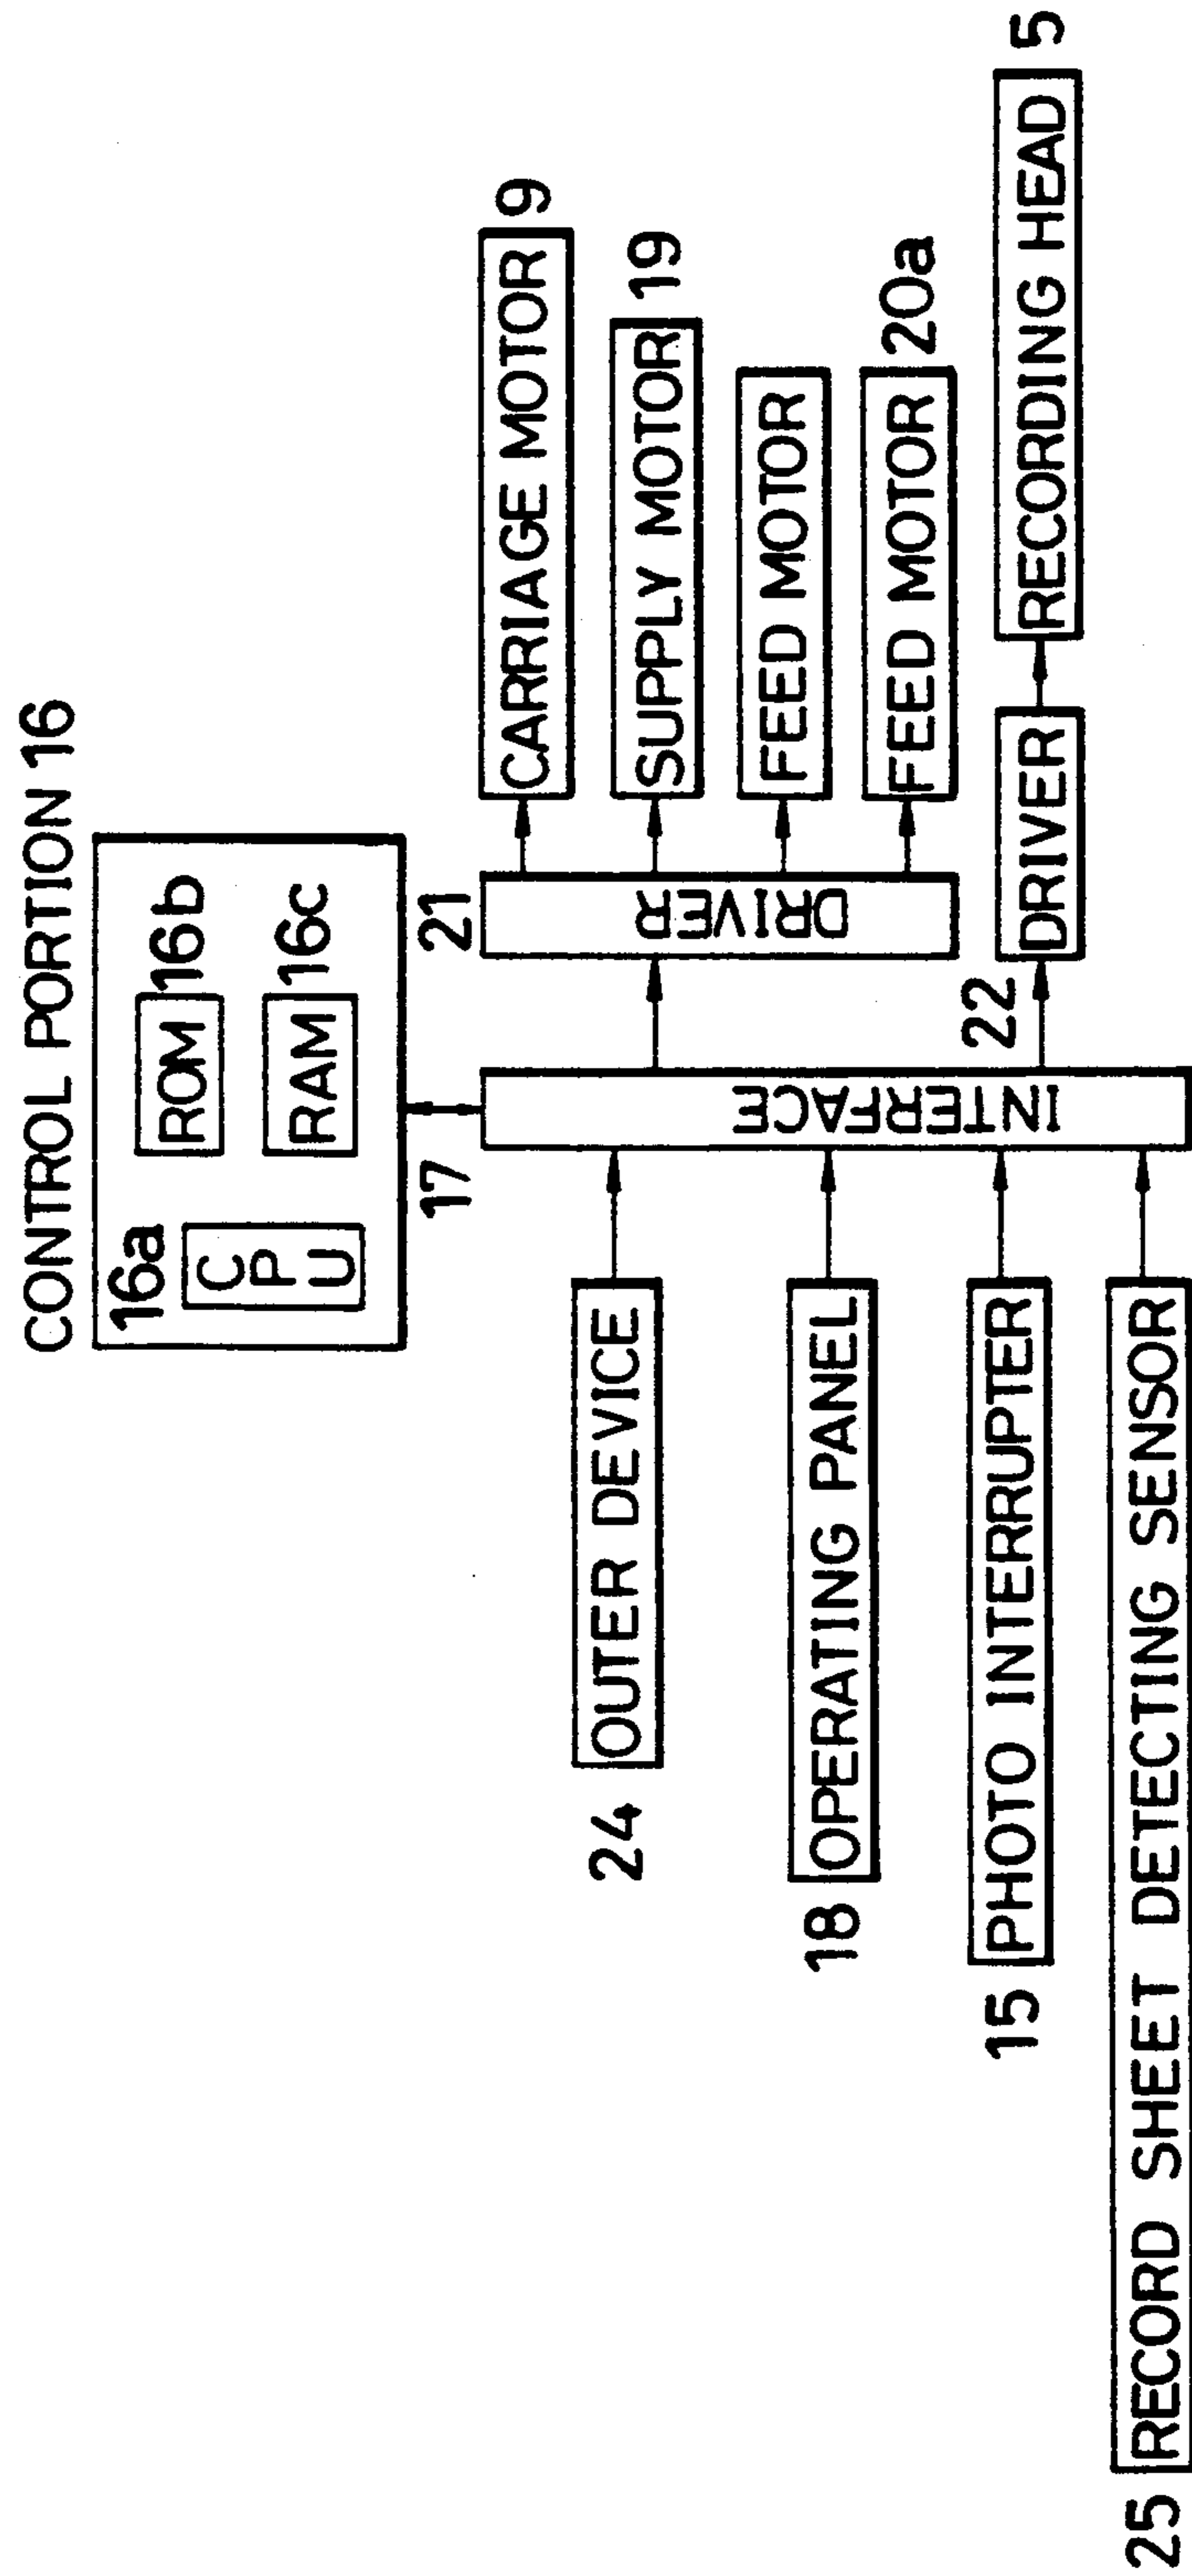 CONTROL PORTION 16
16a
CPU
ROM 16b
RAM 16c
17
21
INTERFACE
DRIVER
CARRIAGE MOTOR 9
SUPPLY MOTOR 19
FEED MOTOR
FEED MOTOR 20a
22
DRIVER
RECORDING HEAD 5
24 OUTER DEVICE
18 OPERATING PANEL
15 PHOTO INTERRUPTER
25 RECORD SHEET DETECTING SENSOR